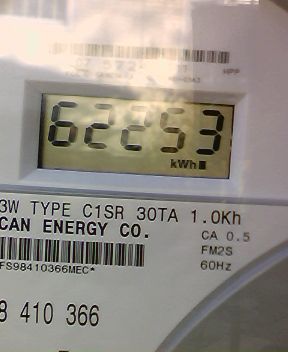 62253
kWh
3W TYPE C1SR 30TA 1.0Kh
CAN ENERGY CO.
CA 0.5
FM2S
60Hz
FS98410366MEC*
8 410 366